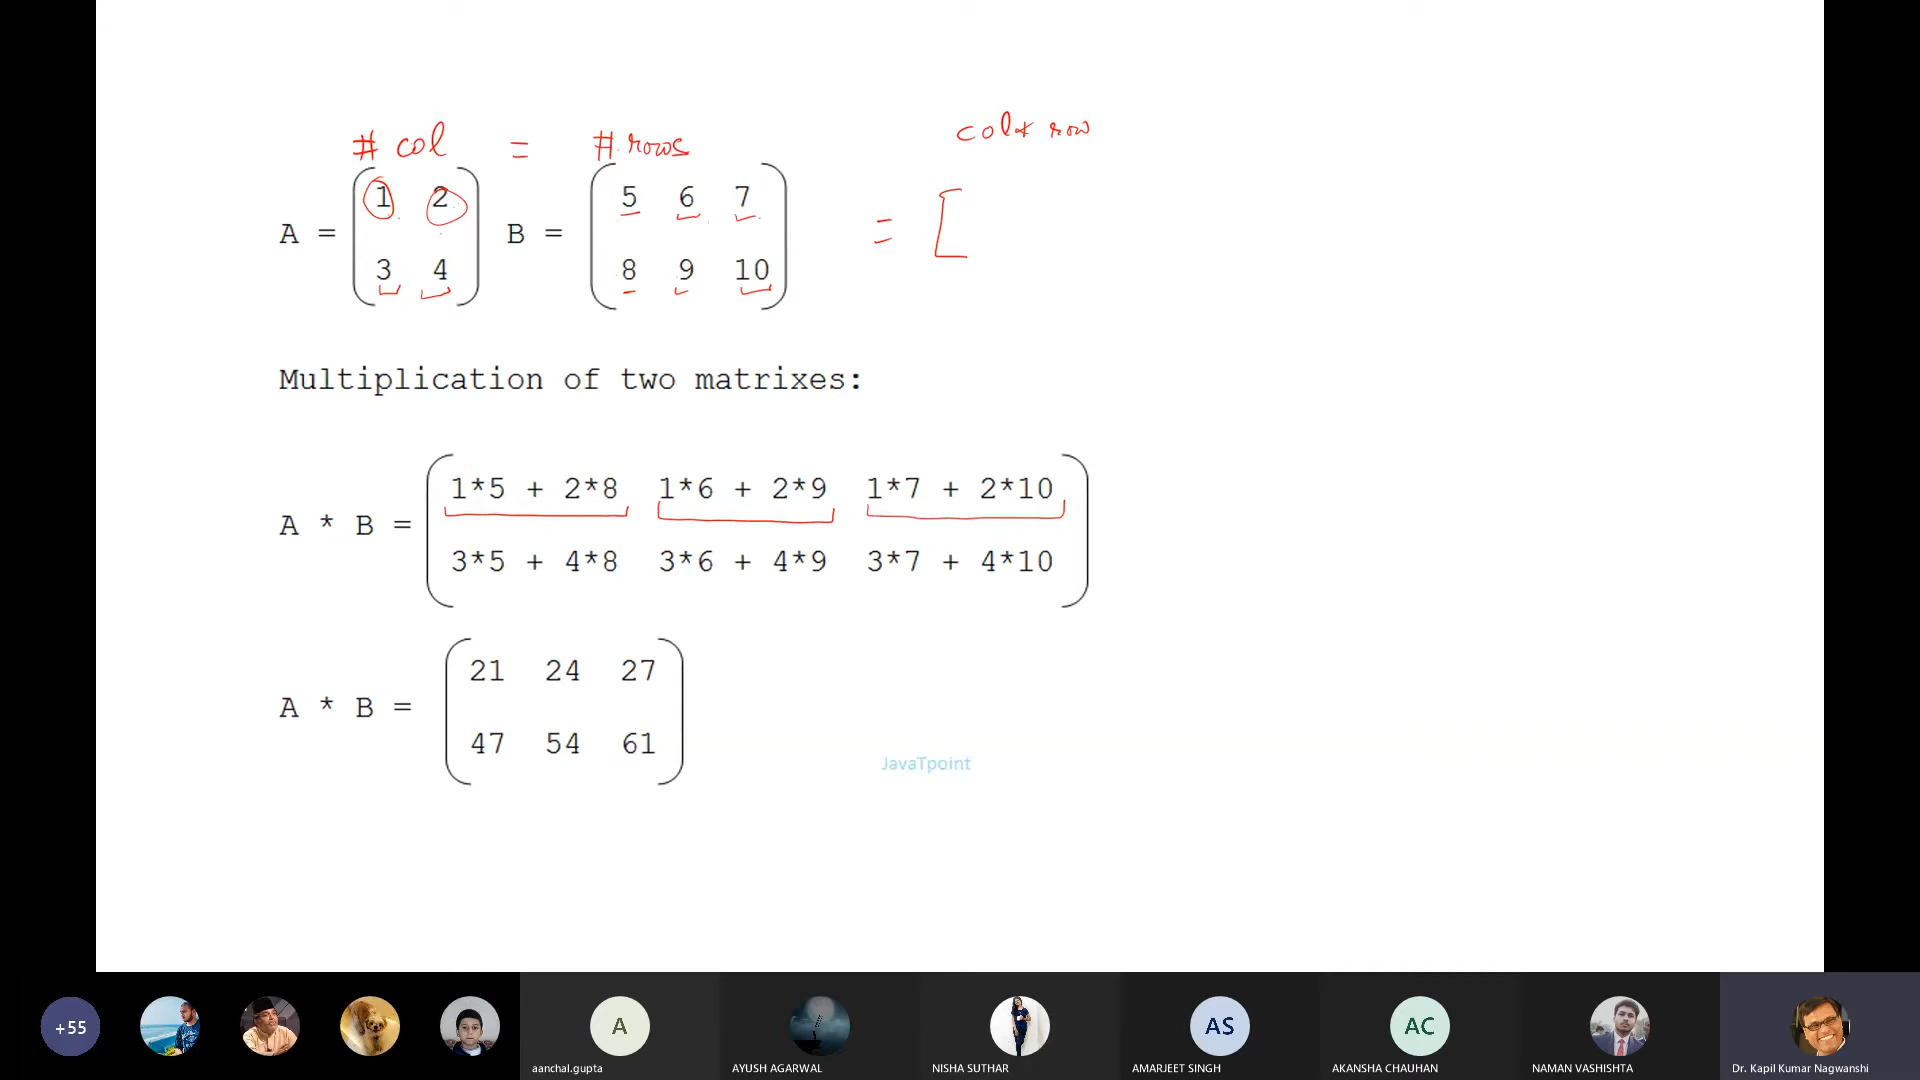 # col = # rows
col * row
A = 1 2 B = 5 6 7 = [
3 4 8 9 10
Multiplication of two matrixes:
1*5 + 2*8 1*6 + 2*9 1*7 + 2*10
A * B =
3*5 + 4*8 3*6 + 4*9 3*7 + 4*10
21 24 27
A * B =
47 54 61
JavaTpoint
+55
A
AS
AC
aanchal.gupta
AYUSH AGARWAL
NISHA SUTHAR
AMARJEET SINGH
AKANSHA CHAUHAN
NAMAN VASHISHTA
Dr. Kapil Kumar Nagwanshi